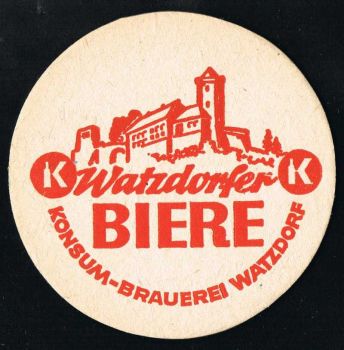 K Watzdorfer K
BIERE
KONSUM-BRAUEREI WATZDORF